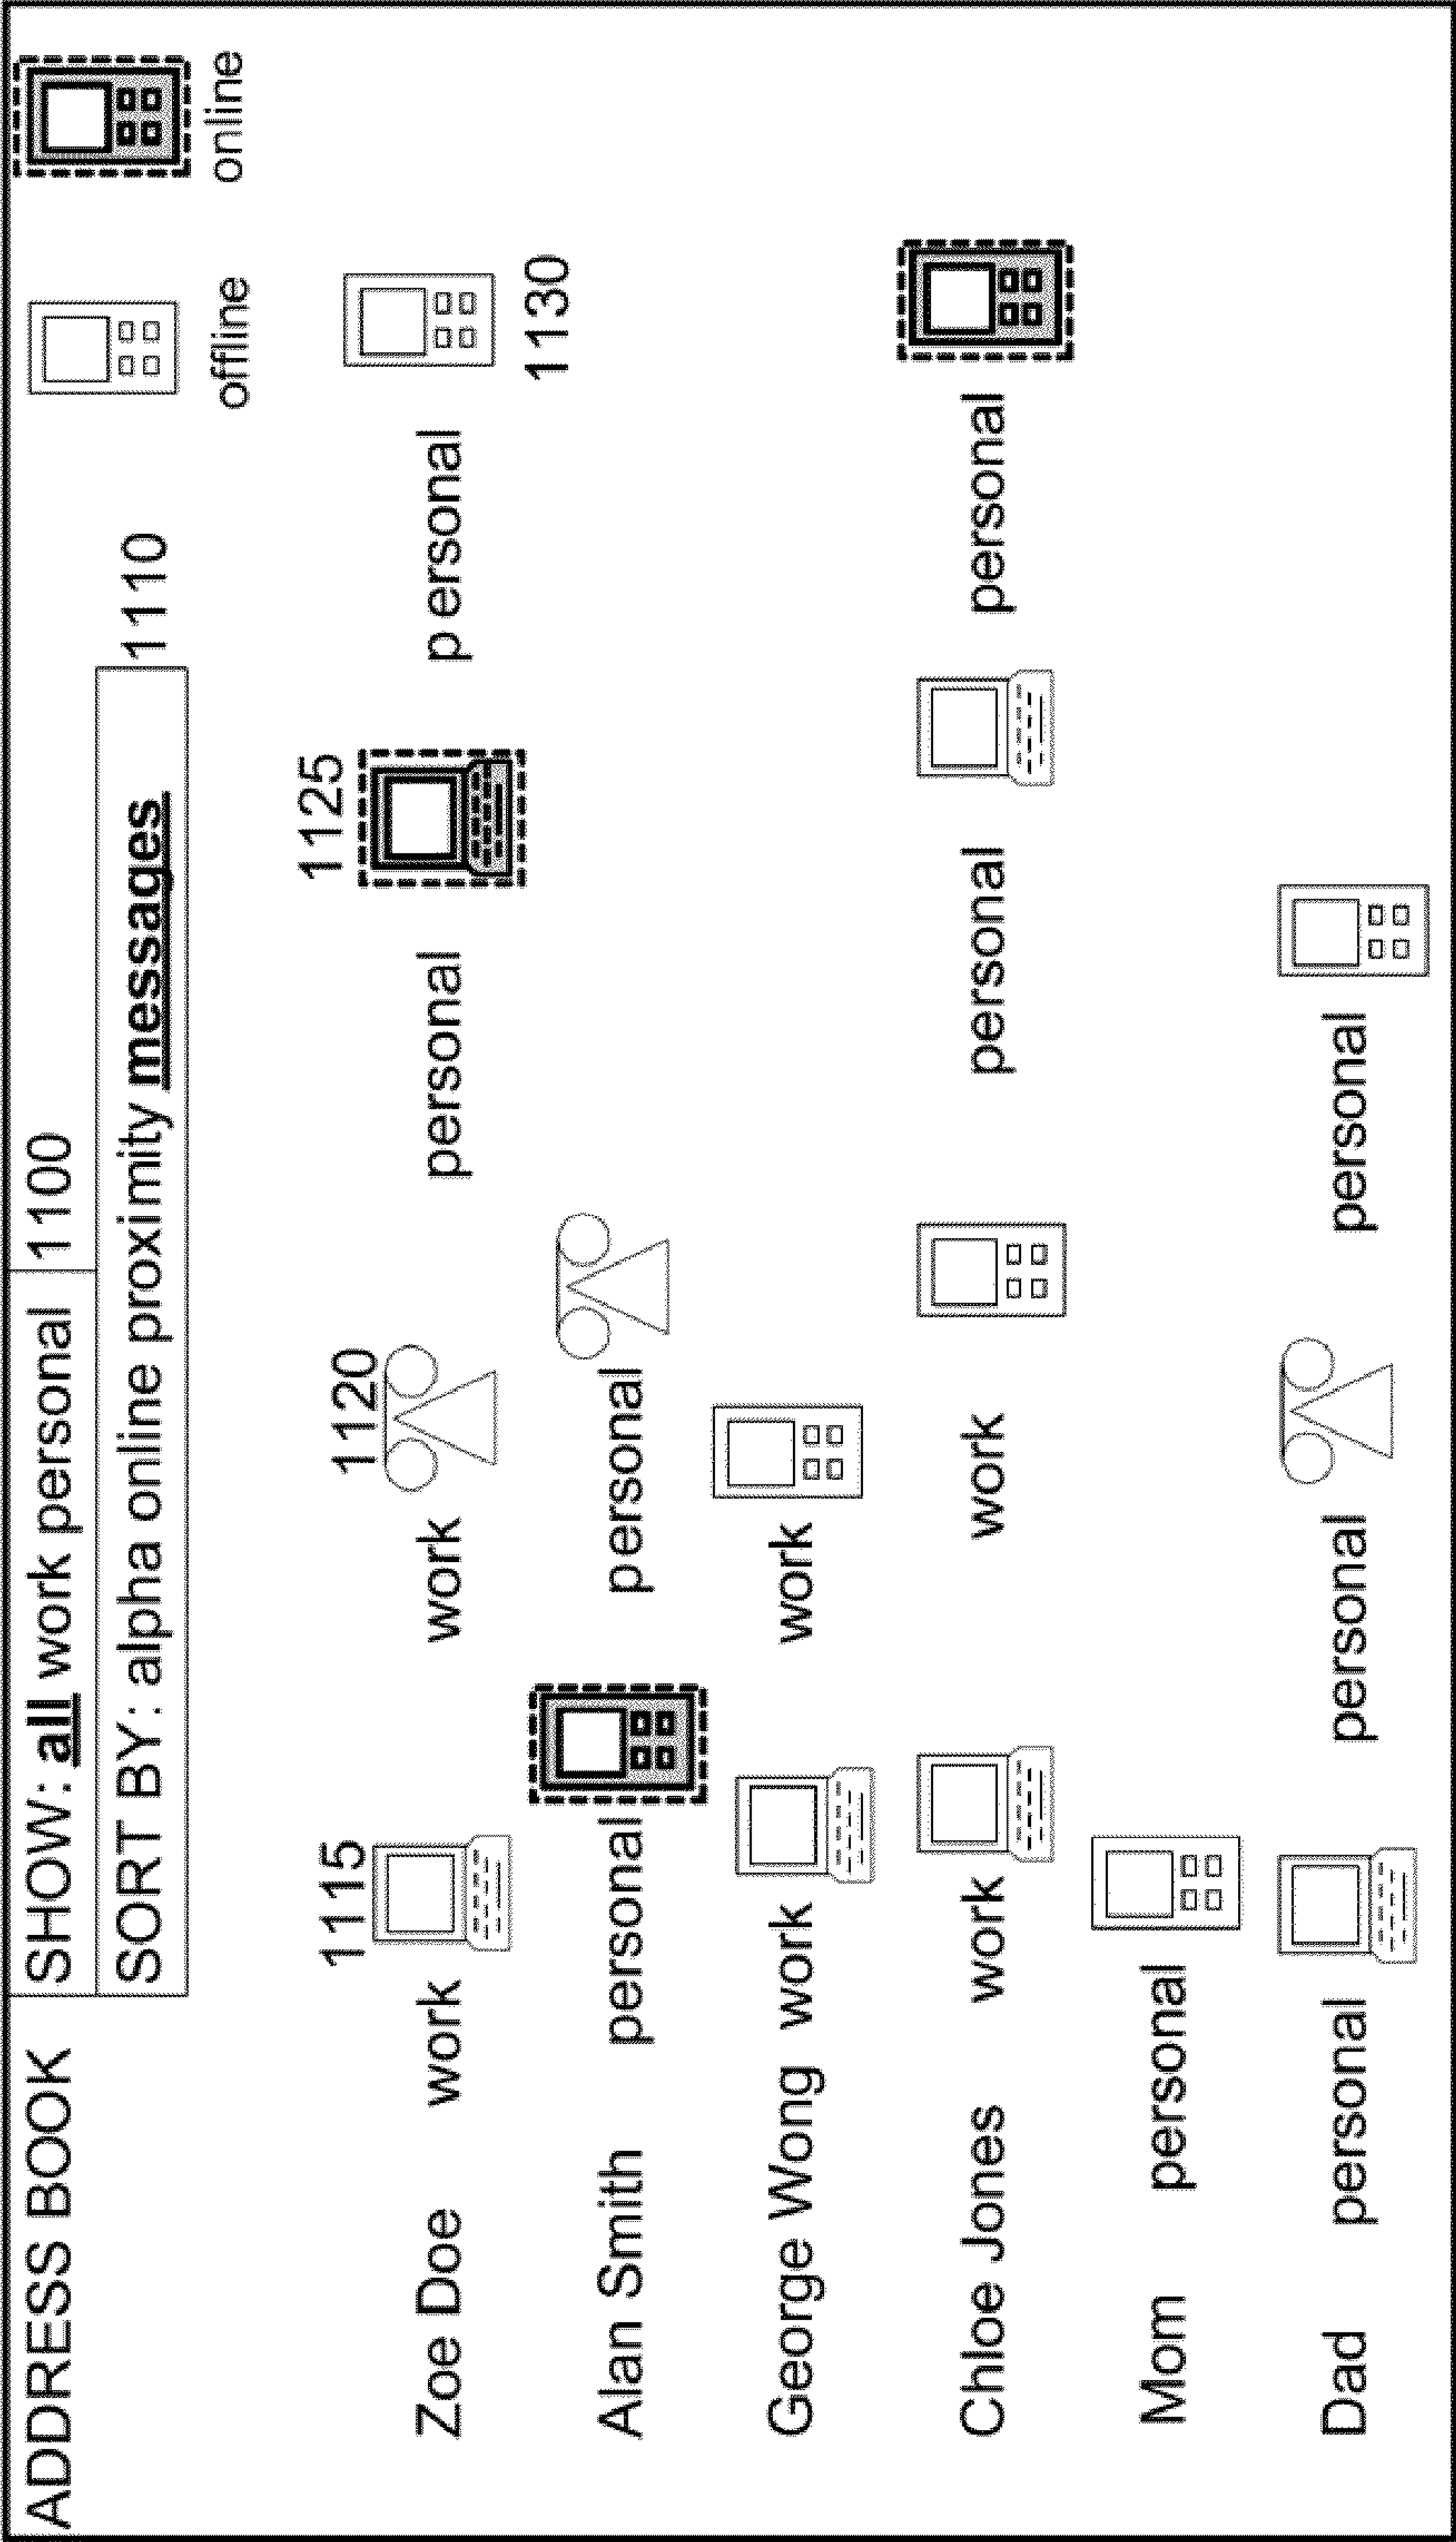 ADDRESS BOOK SHOW: all work personal 1100
SORT BY: alpha online proximity messages 1110
offline online
1115 1120 1125
Zoe Doe work work personal p ersonal
1130
Alan Smith personal personal
George Wong work work
Chloe Jones work work personal personal
Mom personal
Dad personal personal personal